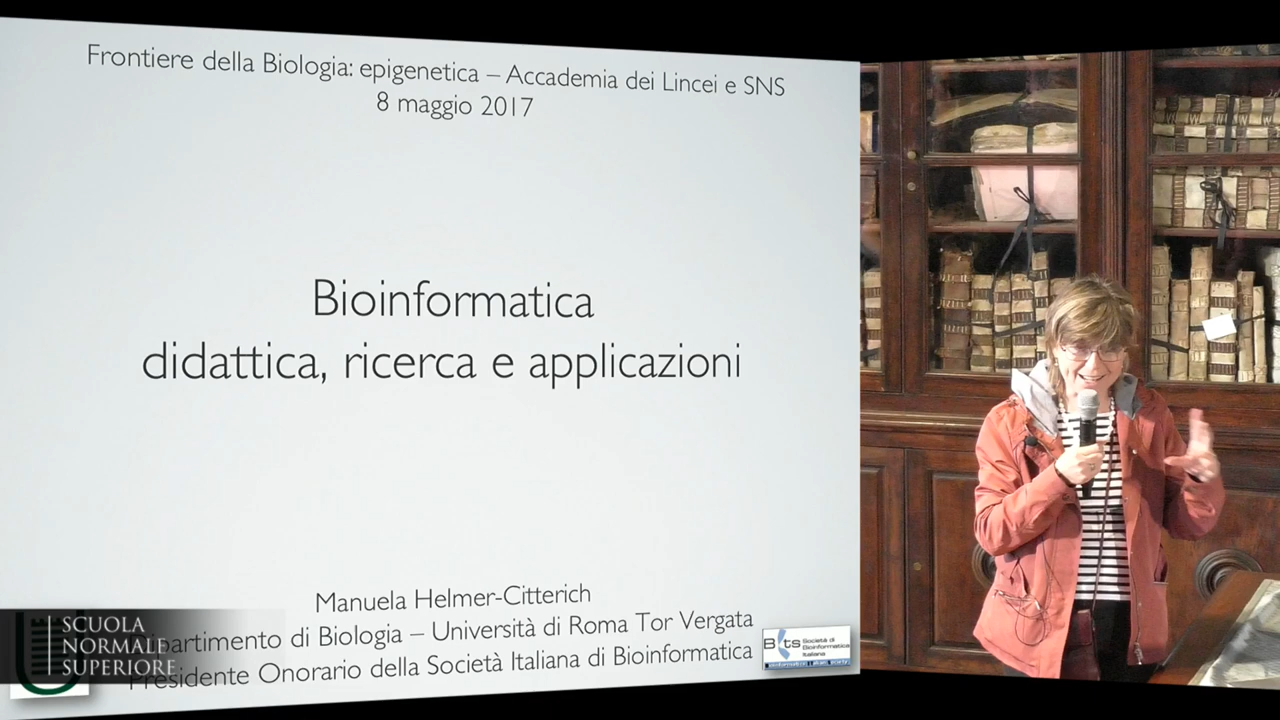 Frontiere della Biologia: epigenetica – Accademia dei Lincei e SNS
8 maggio 2017
Bioinformatica
didattica, ricerca e applicazioni
Manuela Helmer-Citterich
Dipartimento di Biologia – Università di Roma Tor Vergata
Presidente Onorario della Società Italiana di Bioinformatica
SCUOLA
NORMALE
SUPERIORE
Società di
Bioinformatica
Italiana